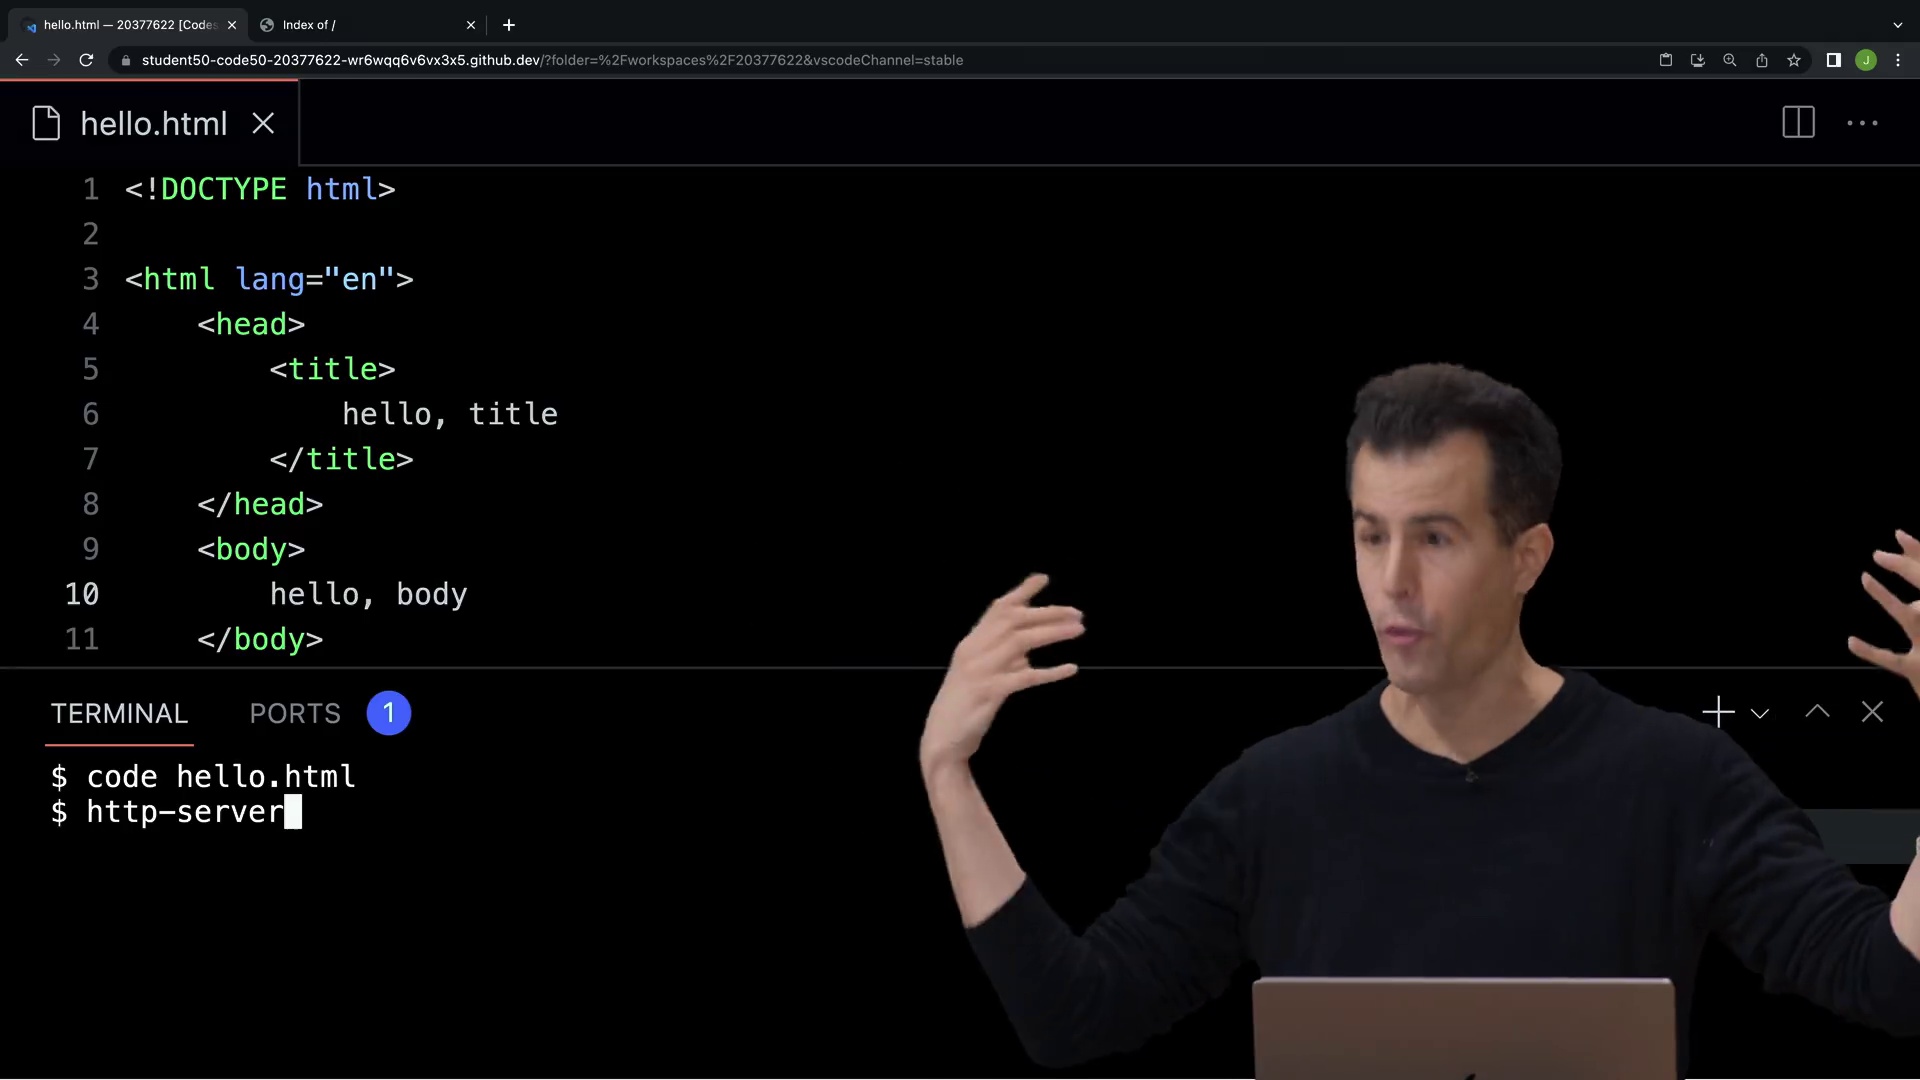 hello.html — 20377622 [Codes
Index of /
student50-code50-20377622-wr6wqq6v6vx3x5.github.dev/?folder=%2Fworkspaces%2F20377622&vscodeChannel=stable
J
hello.html
1 <!DOCTYPE html>
2
3 <html lang="en">
4 <head>
5 <title>
6 hello, title
7 </title>
8 </head>
9 <body>
10 hello, body
11 </body>
TERMINAL PORTS 1
$ code hello.html
$ http-server